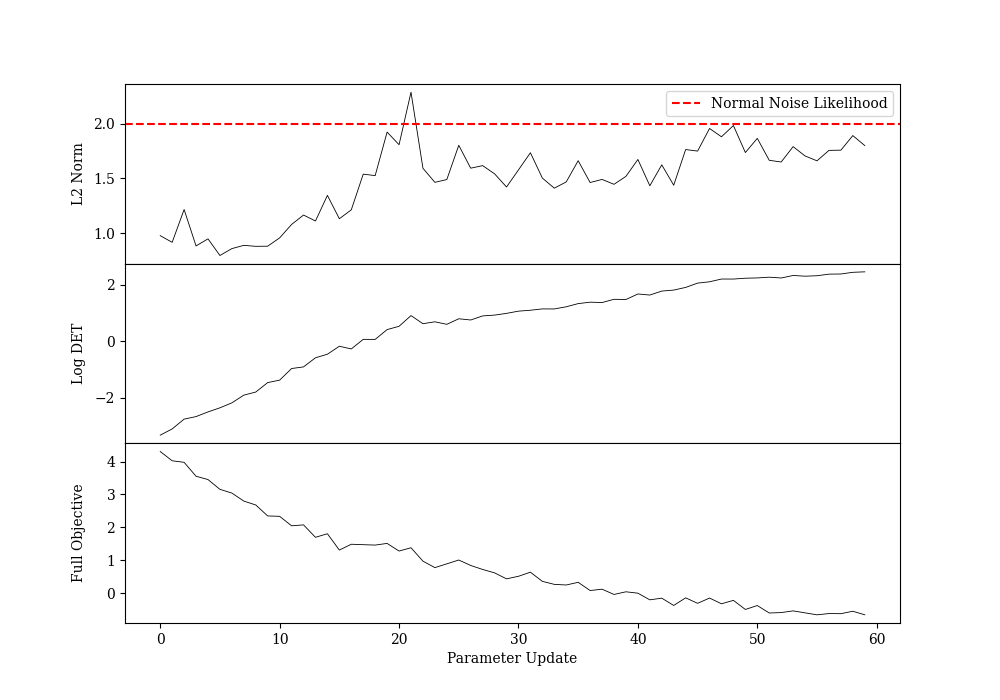 Normal Noise Likelihood
2.0
1.5
1.0
L2 Norm
2
0
−2
Log DET
4
3
2
1
0
Full Objective
0 10 20 30 40 50 60
Parameter Update